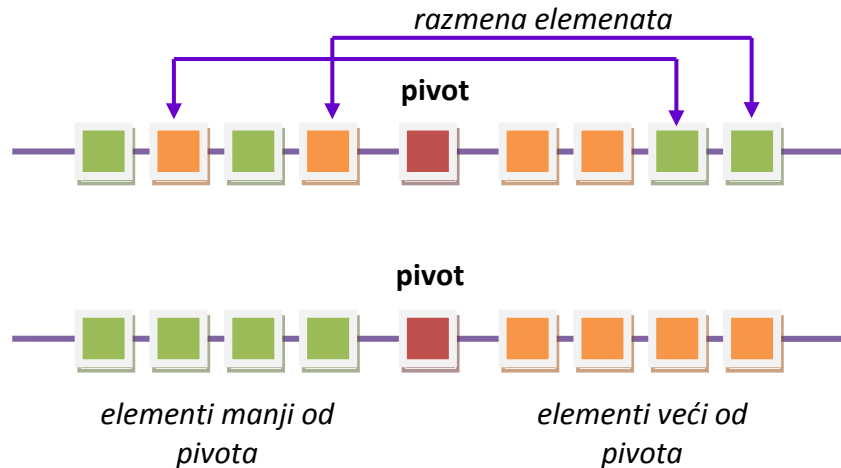 razmena elemenata
pivot
pivot
elementi manji od
pivota
elementi veći od
pivota